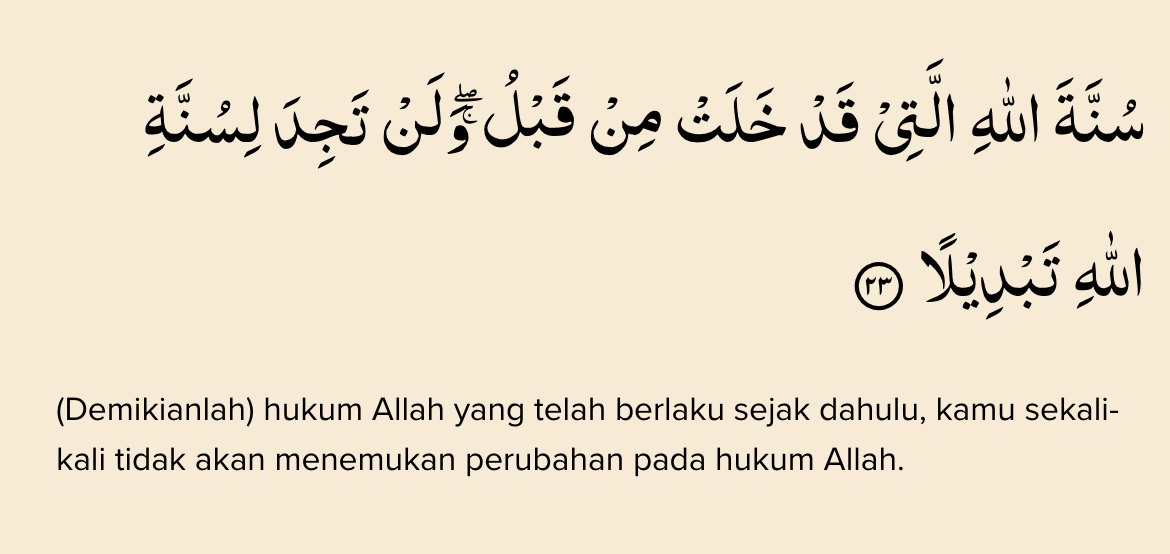 سُنَّةَ اللّٰهِ الَّتِيْ قَدْ خَلَتْ مِنْ قَبْلُ ۖوَلَنْ تَجِدَ لِسُنَّةِ
اللّٰهِ تَبْدِيْلًا ٢٣
(Demikianlah) hukum Allah yang telah berlaku sejak dahulu, kamu sekali-
kali tidak akan menemukan perubahan pada hukum Allah.